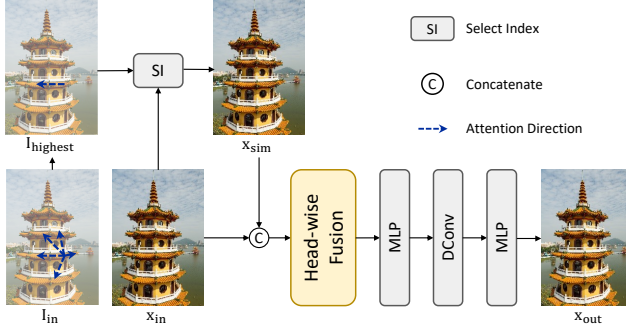 SI
Select Index
SI
C
Concatenate
Attention Direction
I_highest
x_sim
Head-wise
Fusion
MLP
DConv
MLP
C
I_in
x_in
x_out